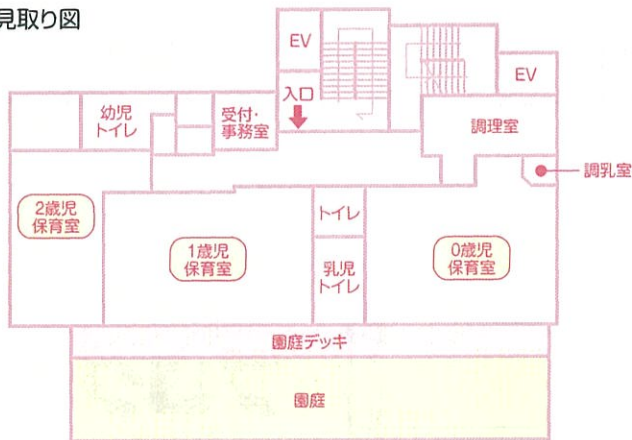 見取り図
EV
入口
EV
幼児
トイレ
受付・
事務室
調理室
調乳室
2歳児
保育室
1歳児
保育室
トイレ
乳児
トイレ
0歳児
保育室
園庭デッキ
園庭